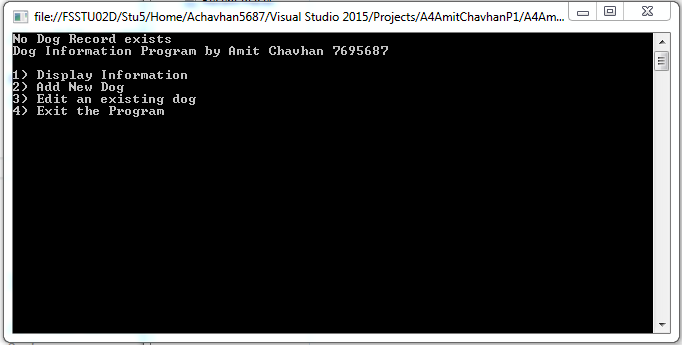 file://FSSTU02D/Stu5/Home/Achavhan5687/Visual Studio 2015/Projects/A4AmitChavhanP1/A4Am...
No Dog Record exists
Dog Information Program by Amit Chavhan 7695687
1) Display Information
2) Add New Dog
3) Edit an existing dog
4) Exit the Program